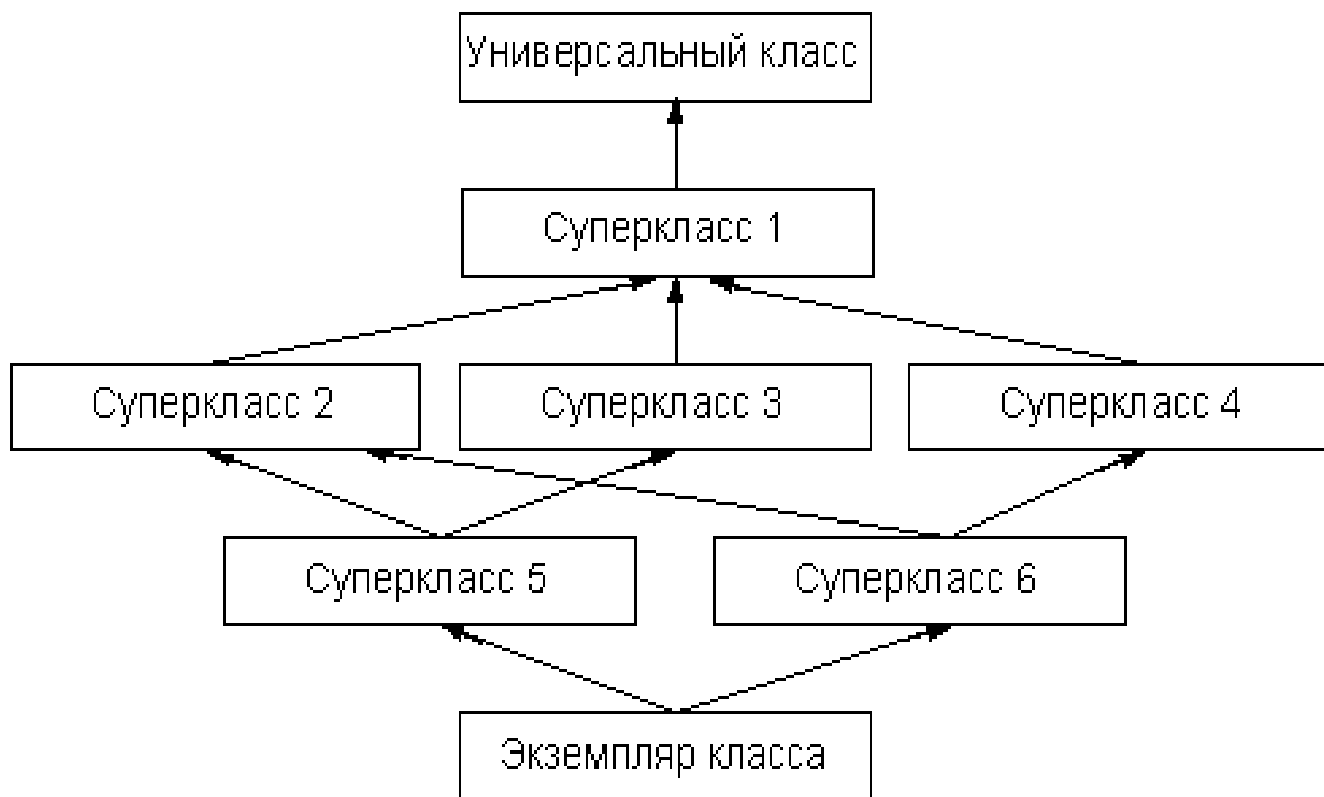 Универсальный класс
Суперкласс 1
Суперкласс 2
Суперкласс 3
Суперкласс 4
Суперкласс 5
Суперкласс 6
Экземпляр класса